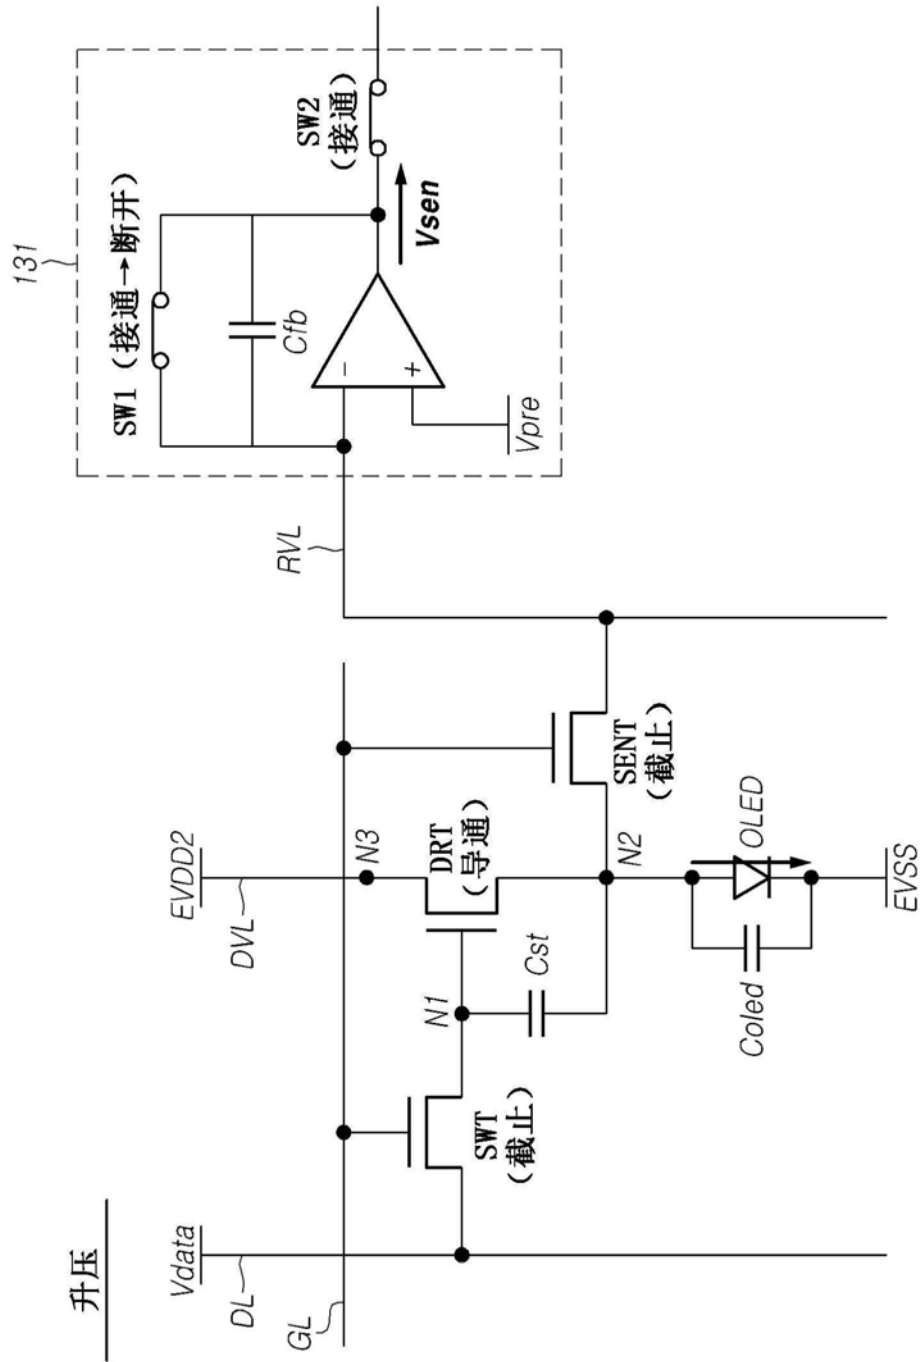 升压
Vdata
DL
GL
SWT
(截止)
N1
Cst
EVDD2
DVL
N3
DRT
(导通)
N2
SENT
(截止)
OLED
Coled
EVSS
RVL
131
SW1 (接通→断开)
Cfb
-
+
Vpre
Vsen
SW2
(接通)